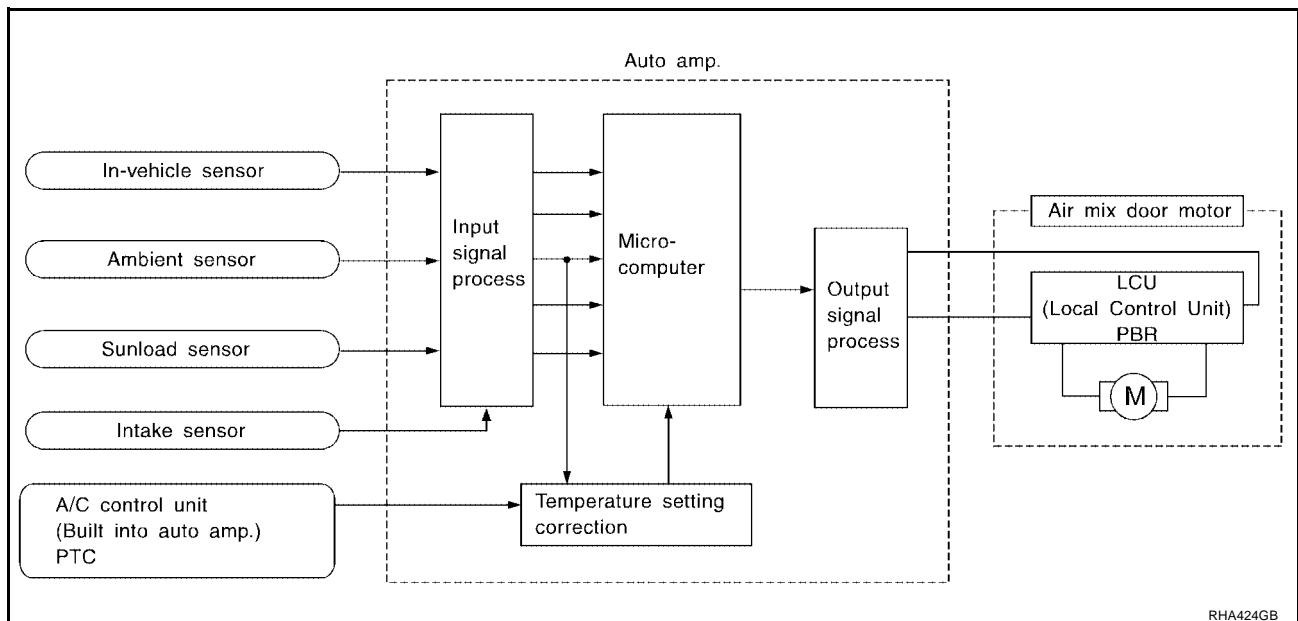 Auto amp.
In-vehicle sensor
Ambient sensor
Sunload sensor
Intake sensor
A/C control unit
(Built into auto amp.)
PTC
Input
signal
process
Micro-
computer
Temperature setting
correction
Output
signal
process
Air mix door motor
LCU
(Local Control Unit)
PBR
M
RHA424GB